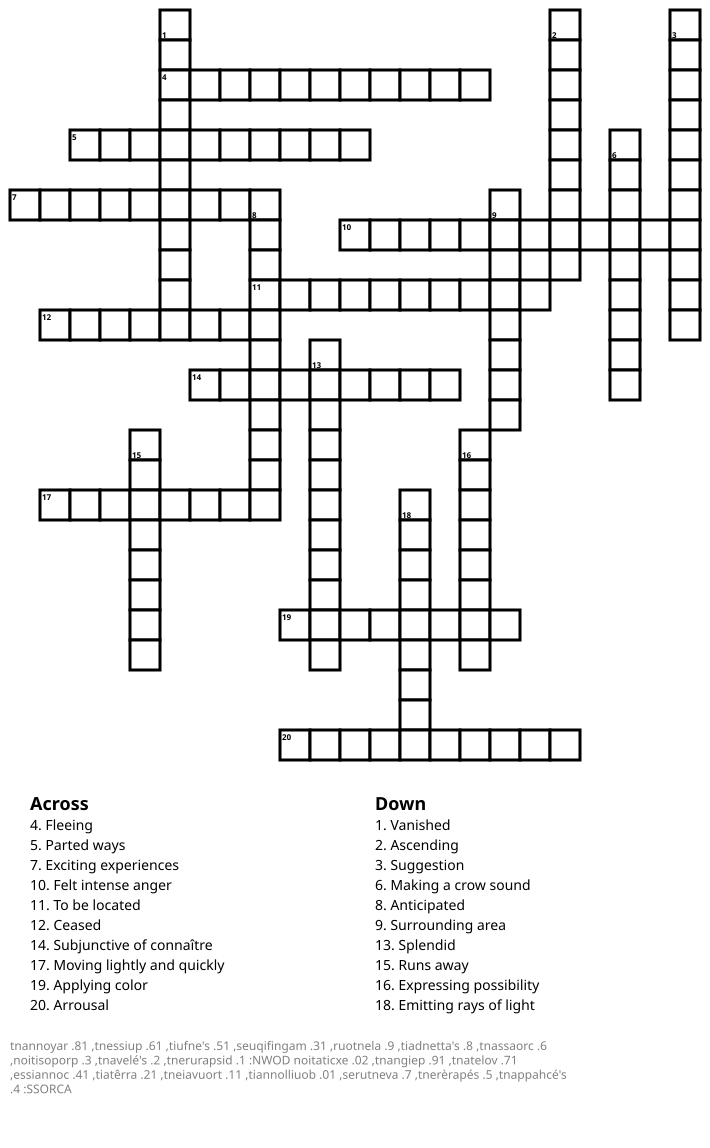 1
2
3
4
5
6
7
8
9
10
11
12
13
14
15
16
17
18
19
20
Across
4. Fleeing
5. Parted ways
7. Exciting experiences
10. Felt intense anger
11. To be located
12. Ceased
14. Subjunctive of connaître
17. Moving lightly and quickly
19. Applying color
20. Arrousal
Down
1. Vanished
2. Ascending
3. Suggestion
6. Making a crow sound
8. Anticipated
9. Surrounding area
13. Splendid
15. Runs away
16. Expressing possibility
18. Emitting rays of light
tnannoyar .81 ,tnessiup .61 ,tiufne's .51 ,seuqifingam .31 ,ruotnela .9 ,tiadnetta's .8 ,tnassaorc .6
,noitisoporp .3 ,tnavelé's .2 ,tnerurapsid .1 :NWOD noitaticxe .02 ,tnangiep .91 ,tnatelov .71
,essiannoc .41 ,tiatêrra .21 ,tneiavuort .11 ,tiannolliuob .01 ,serutneva .7 ,tnerèrapés .5 ,tnappahcé's
.4 :SSORCA